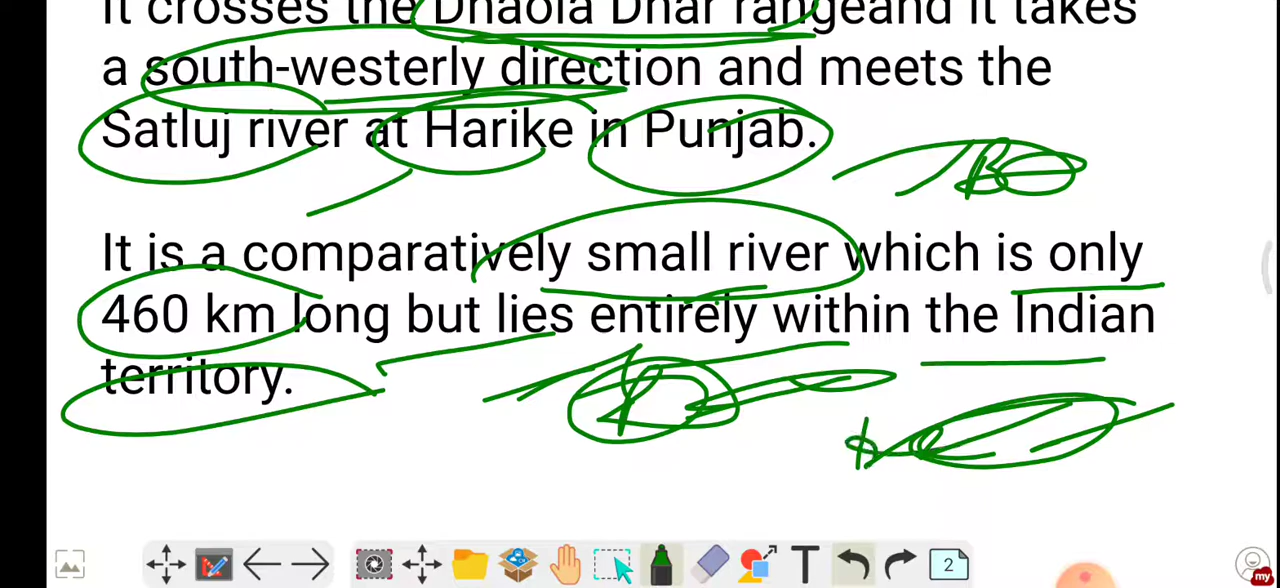 It crosses the Dhaola Dhar rangeand it takes
a south-westerly direction and meets the
Satluj river at Harike in Punjab.
It is a comparatively small river which is only
460 km long but lies entirely within the Indian
territory.
T
2
my